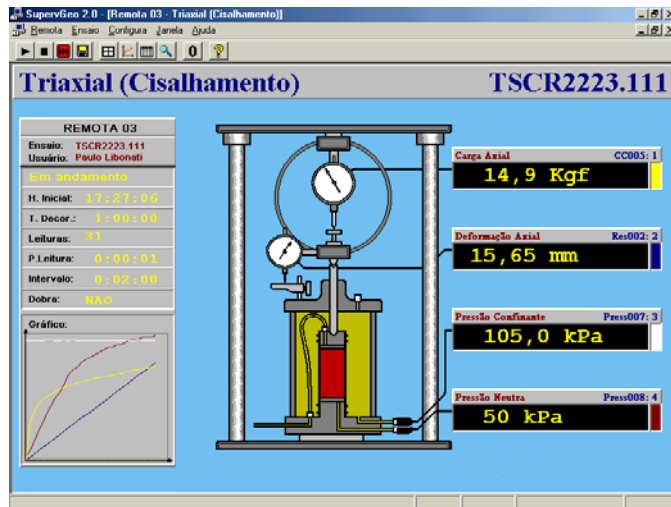 SupervGeo 2.0 - [Remota 03 - Triaxial (Cisalhamento)]
Remota Ensaio Configura Janela Ajuda
0 ?
Triaxial (Cisalhamento) TSCR2223.111
REMOTA 03
Ensaio: TSCR2223.111
Usuário: Paulo Libonati
Em andamento
H. Inicial: 17:27:06
T. Decor.: 1:00:00
Leituras: 31
P.Leitura: 0:00:01
Intervalo: 0:02:00
Dobra: NAO
Gráfico:
Carga Axial CC005: 1
14,9 Kgf
Deformação Axial Res002: 2
15,65 mm
Pressão Confinante Press007: 3
105,0 kPa
Pressão Neutra Press008: 4
50 kPa